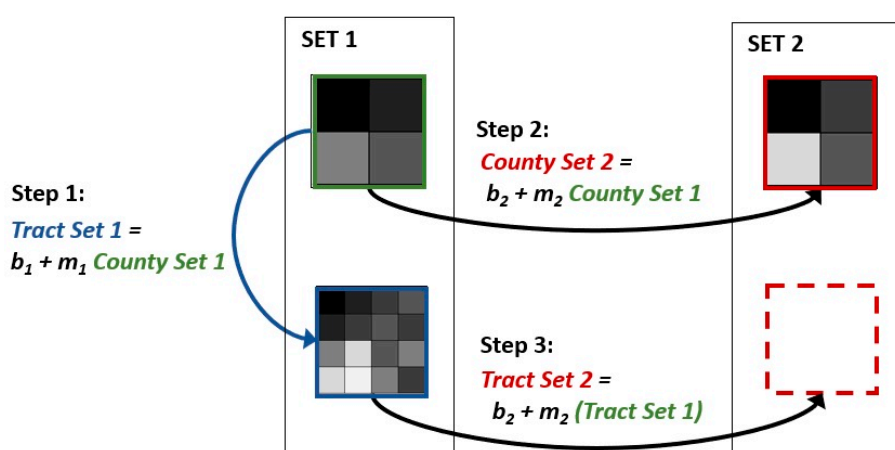 SET 1
SET 2
Step 1:
Tract Set 1 =
b₁ + m₁ County Set 1
Step 2:
County Set 2 =
b₂ + m₂ County Set 1
Step 3:
Tract Set 2 =
b₂ + m₂ (Tract Set 1)